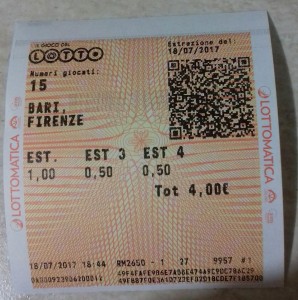 IL GIOCO DEL
LOTTO
Estrazione del:
18/07/2017
Numeri giocati:
15
BARI,
FIRENZE
EST. EST 3 EST 4
1,00 0,50 0,50
Tot 4,00€
18/07/2017 18:44 RM2650 - 1 27 9957 #1
LOTTOMATICA
LOTTOMATICA